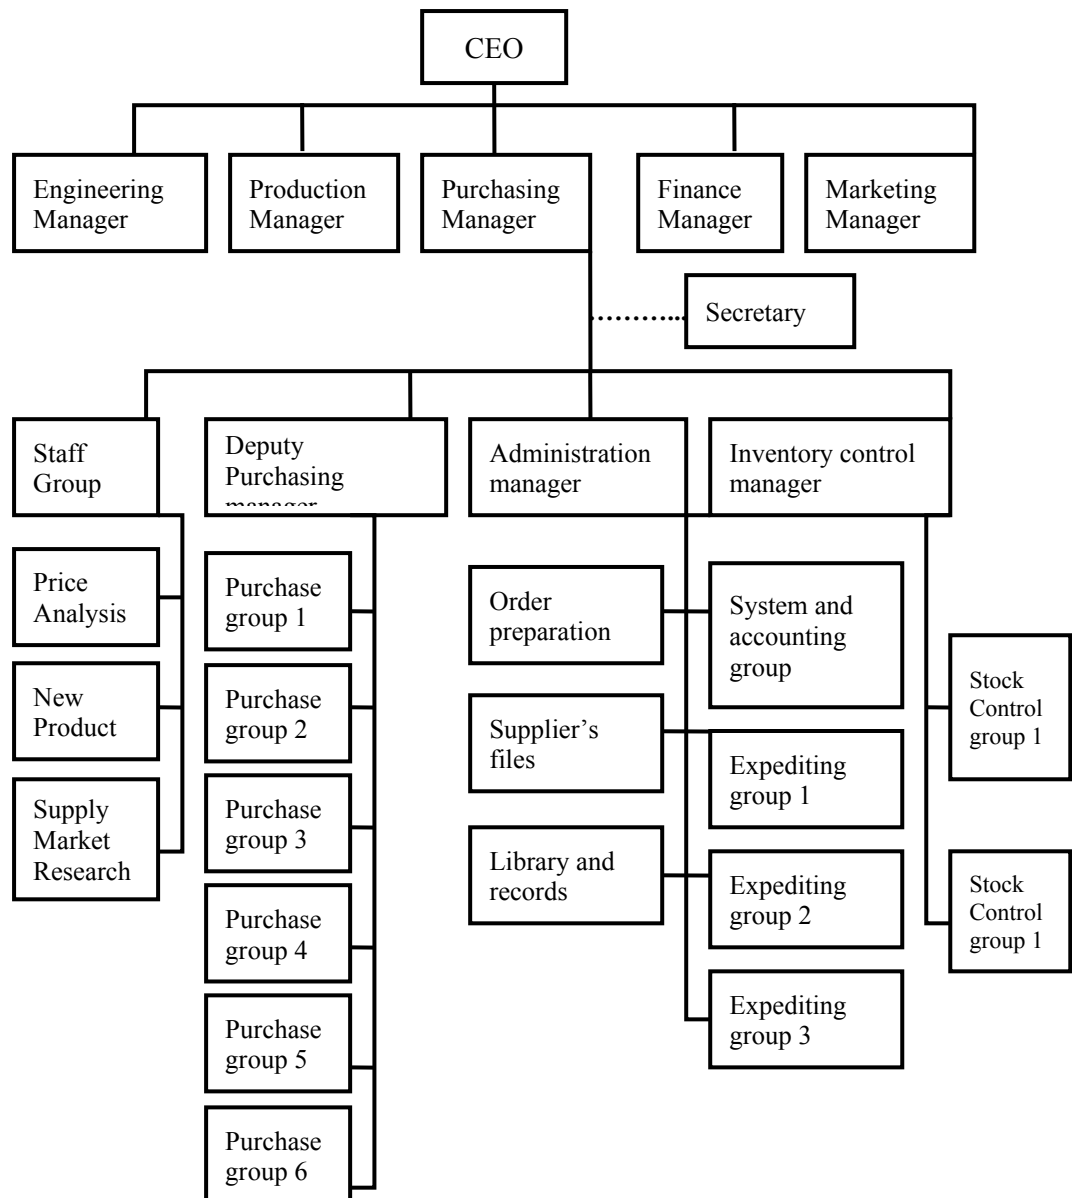 CEO
Engineering
Manager
Production
Manager
Purchasing
Manager
Finance
Manager
Marketing
Manager
Secretary
Staff
Group
Deputy
Purchasing
manager
Administration
manager
Inventory control
manager
Price
Analysis
New
Product
Supply
Market
Research
Purchase
group 1
Purchase
group 2
Purchase
group 3
Purchase
group 4
Purchase
group 5
Purchase
group 6
Order
preparation
Supplier’s
files
Library and
records
System and
accounting
group
Expediting
group 1
Expediting
group 2
Expediting
group 3
Stock
Control
group 1
Stock
Control
group 1